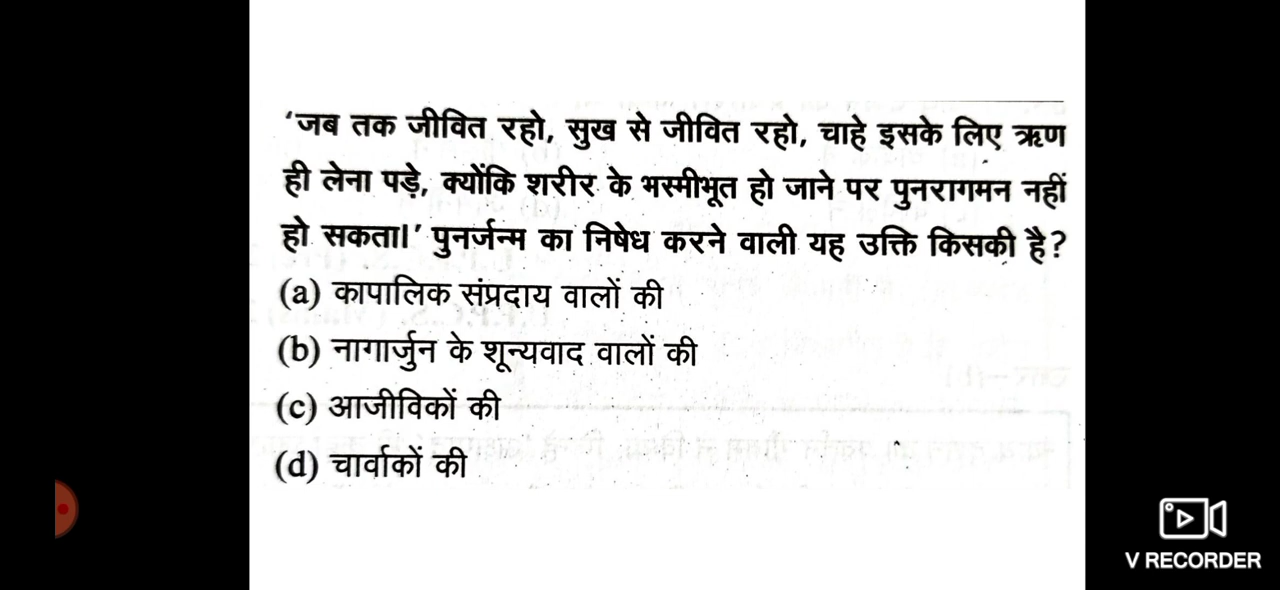 ‘जब तक जीवित रहो, सुख से जीवित रहो, चाहे इसके लिए ऋण
ही लेना पड़े, क्योंकि शरीर के भस्मीभूत हो जाने पर पुनरागमन नहीं
हो सकता।’ पुनर्जन्म का निषेध करने वाली यह उक्ति किसकी है?
(a) कापालिक संप्रदाय वालों की
(b) नागार्जुन के शून्यवाद वालों की
(c) आजीविकों की
(d) चार्वाकों की
V RECORDER